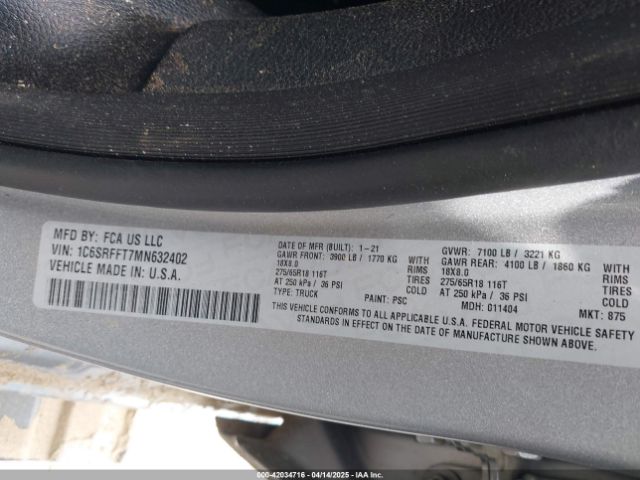 MFD BY: FCA US LLC
VIN: 1C6SRFFT7MN632402
VEHICLE MADE IN U.S.A.
DATE OF MFR (BUILT): 1-21
GAWR FRONT: 3900 LB / 1770 KG WITH
18X8.0 RIMS
275/65R18 116T TIRES
AT 250 kPa / 36 PSI COLD
TYPE: TRUCK PAINT: PSC
GVWR: 7100 LB / 3221 KG
GAWR REAR: 4100 LB / 1860 KG WITH
18X8.0 RIMS
275/65R18 116T TIRES
AT 250 kPa / 36 PSI COLD
MDH: 011404 MKT: 875
THIS VEHICLE CONFORMS TO ALL APPLICABLE U.S.A. FEDERAL MOTOR VEHICLE SAFETY
STANDARDS IN EFFECT ON THE DATE OF MANUFACTURE SHOWN ABOVE.
000-42034716 - 04/14/2025 - IAA Inc.